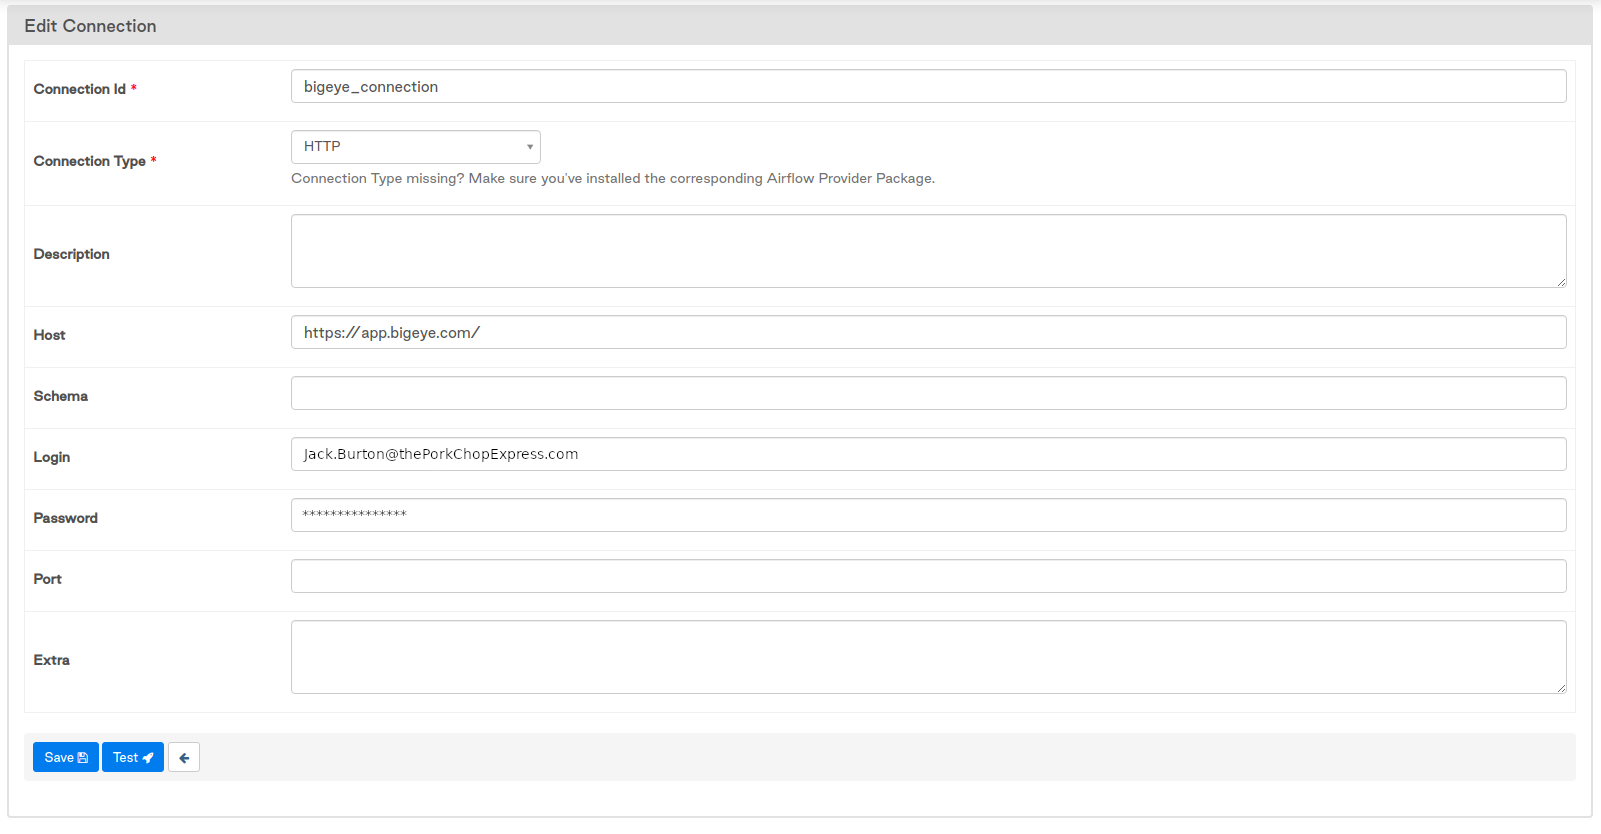 Edit Connection
Connection Id *
bigeye_connection
Connection Type *
HTTP
Connection Type missing? Make sure you've installed the corresponding Airflow Provider Package.
Description
Host
https://app.bigeye.com/
Schema
Login
Jack.Burton@thePorkChopExpress.com
Password
***************
Port
Extra
Save
Test